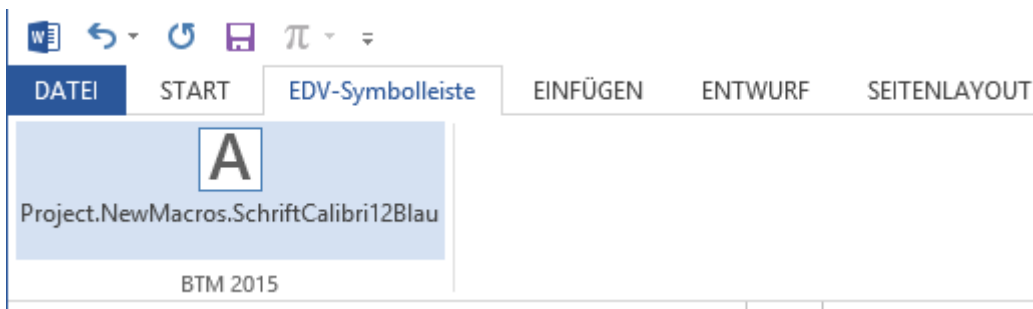 DATEI START EDV-Symbolleiste EINFÜGEN ENTWURF SEITENLAYOUT
A
Project.NewMacros.SchriftCalibri12Blau
BTM 2015